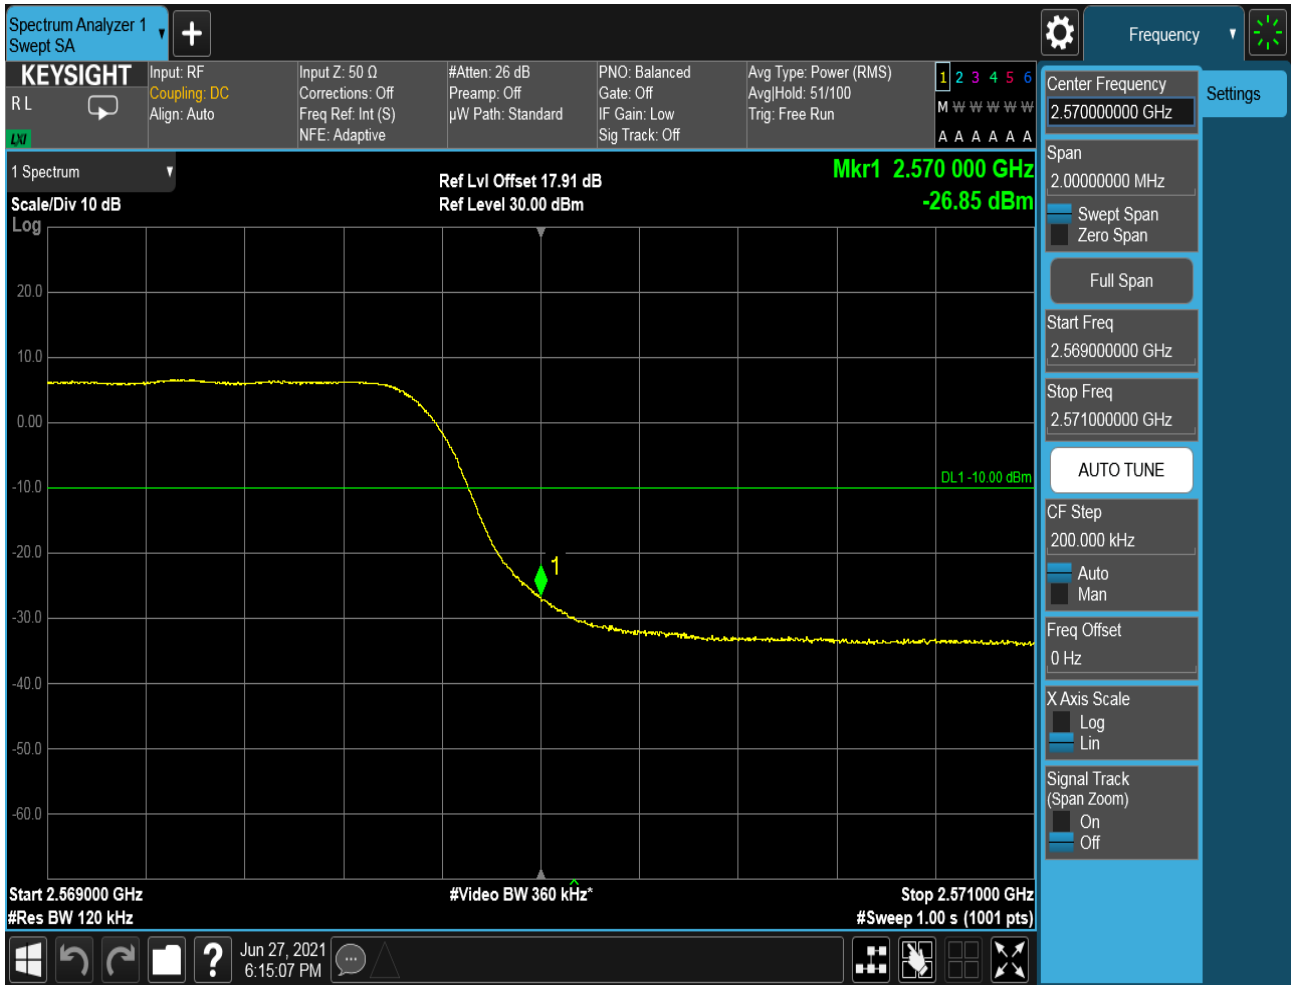 Spectrum Analyzer 1
Swept SA
Frequency
KEYSIGHT
R L
LXI
Input: RF
Coupling: DC
Align: Auto
Input Z: 50 Ω
Corrections: Off
Freq Ref: Int (S)
NFE: Adaptive
#Atten: 26 dB
Preamp: Off
µW Path: Standard
PNO: Balanced
Gate: Off
IF Gain: Low
Sig Track: Off
Avg Type: Power (RMS)
Avg|Hold: 51/100
Trig: Free Run
1 2 3 4 5 6
M W W W W W
A A A A A A
1 Spectrum
Scale/Div 10 dB
Log
Ref Lvl Offset 17.91 dB
Ref Level 30.00 dBm
Mkr1 2.570 000 GHz
-26.85 dBm
20.0
10.0
0.00
-10.0
-20.0
-30.0
-40.0
-50.0
-60.0
DL1 -10.00 dBm
1
Start 2.569000 GHz
#Res BW 120 kHz
#Video BW 360 kHz*
Stop 2.571000 GHz
#Sweep 1.00 s (1001 pts)
Jun 27, 2021
6:15:07 PM
Center Frequency
2.570000000 GHz
Settings
Span
2.00000000 MHz
Swept Span
Zero Span
Full Span
Start Freq
2.569000000 GHz
Stop Freq
2.571000000 GHz
AUTO TUNE
CF Step
200.000 kHz
Auto
Man
Freq Offset
0 Hz
X Axis Scale
Log
Lin
Signal Track
(Span Zoom)
On
Off